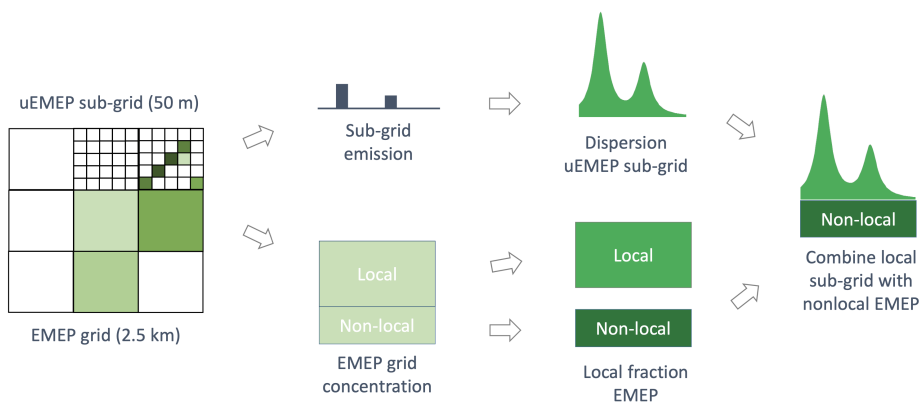 uEMEP sub-grid (50 m)
EMEP grid (2.5 km)
Sub-grid
emission
Dispersion
uEMEP sub-grid
Local
Non-local
EMEP grid
concentration
Local
Non-local
Local fraction
EMEP
Non-local
Combine local
sub-grid with
nonlocal EMEP